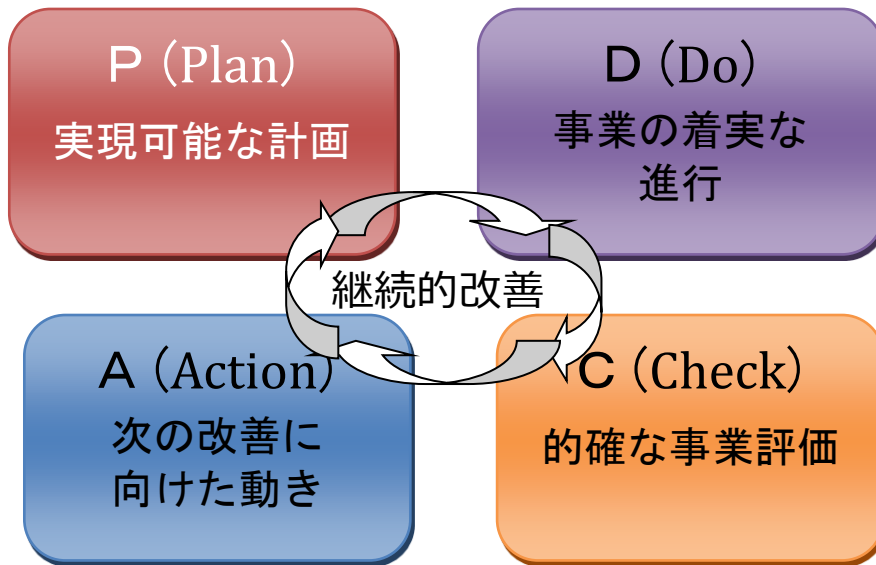 Ｐ（Plan）
実現可能な計画
Ｄ（Do）
事業の着実な
進行
継続的改善
Ａ（Action）
次の改善に
向けた動き
Ｃ（Check）
的確な事業評価